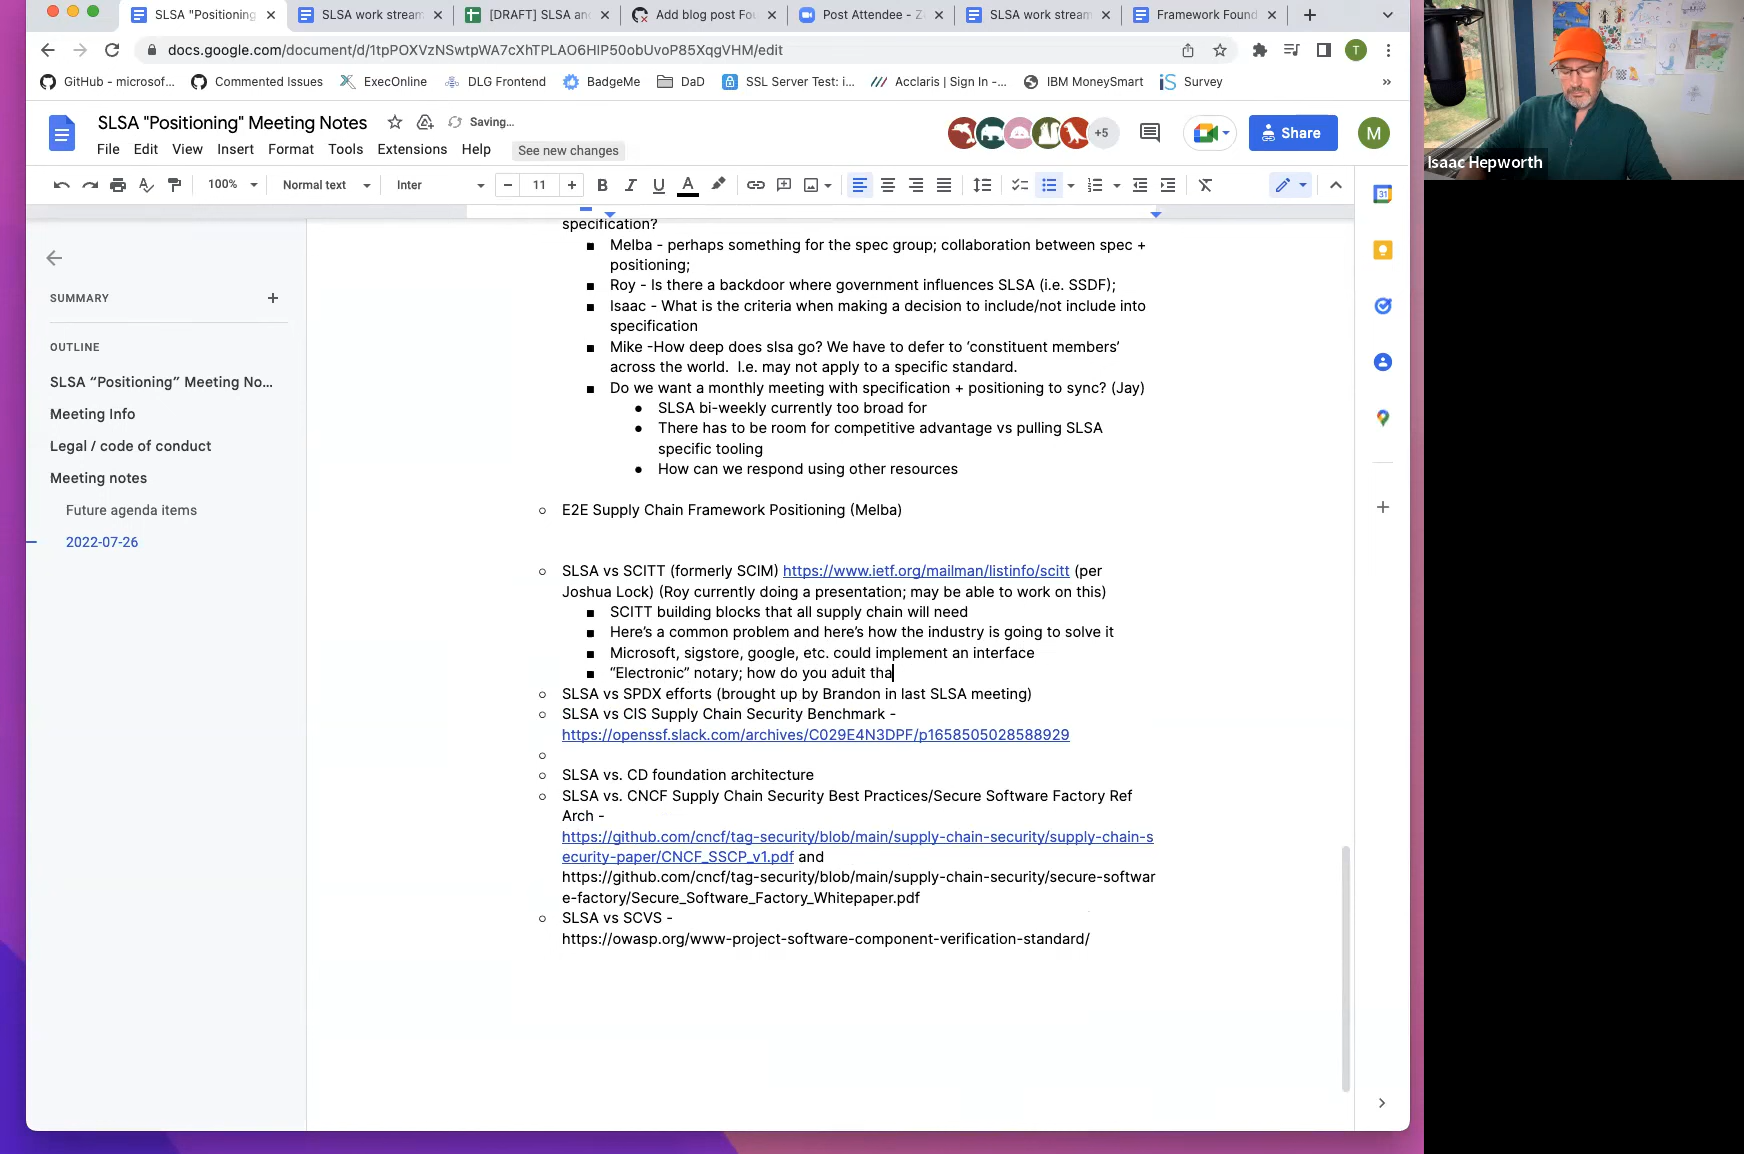 SLSA "Positioning
SLSA work stream
[DRAFT] SLSA an
Add blog post Fou
Post Attendee - Z
SLSA work stream
Framework Found
docs.google.com/document/d/1tpPOXVzNSwtpWA7cXhTPLAO6HIP50obUvoP85XqgVHM/edit
T
GitHub - microsof...
Commented Issues
ExecOnline
DLG Frontend
BadgeMe
DaD
SSL Server Test: i...
Acclaris | Sign In -...
IBM MoneySmart
iS Survey
»
SLSA "Positioning" Meeting Notes
Saving...
+5
Share
M
File Edit View Insert Format Tools Extensions Help
See new changes
100%
Normal text
Inter
11
B I U A
31
Isaac Hepworth
SUMMARY
OUTLINE
SLSA “Positioning” Meeting No...
Meeting Info
Legal / code of conduct
Meeting notes
Future agenda items
2022-07-26
specification?
■ Melba - perhaps something for the spec group; collaboration between spec +
positioning;
■ Roy - Is there a backdoor where government influences SLSA (i.e. SSDF);
■ Isaac - What is the criteria when making a decision to include/not include into
specification
■ Mike -How deep does slsa go? We have to defer to ‘constituent members’
across the world.  I.e. may not apply to a specific standard.
■ Do we want a monthly meeting with specification + positioning to sync? (Jay)
● SLSA bi-weekly currently too broad for
● There has to be room for competitive advantage vs pulling SLSA
specific tooling
● How can we respond using other resources
○ E2E Supply Chain Framework Positioning (Melba)
○ SLSA vs SCITT (formerly SCIM) https://www.ietf.org/mailman/listinfo/scitt (per
Joshua Lock) (Roy currently doing a presentation; may be able to work on this)
■ SCITT building blocks that all supply chain will need
■ Here’s a common problem and here’s how the industry is going to solve it
■ Microsoft, sigstore, google, etc. could implement an interface
■ “Electronic” notary; how do you aduit tha
○ SLSA vs SPDX efforts (brought up by Brandon in last SLSA meeting)
○ SLSA vs CIS Supply Chain Security Benchmark -
https://openssf.slack.com/archives/C029E4N3DPF/p1658505028588929
○
○ SLSA vs. CD foundation architecture
○ SLSA vs. CNCF Supply Chain Security Best Practices/Secure Software Factory Ref
Arch -
https://github.com/cncf/tag-security/blob/main/supply-chain-security/supply-chain-s
ecurity-paper/CNCF_SSCP_v1.pdf and
https://github.com/cncf/tag-security/blob/main/supply-chain-security/secure-softwar
e-factory/Secure_Software_Factory_Whitepaper.pdf
○ SLSA vs SCVS -
https://owasp.org/www-project-software-component-verification-standard/